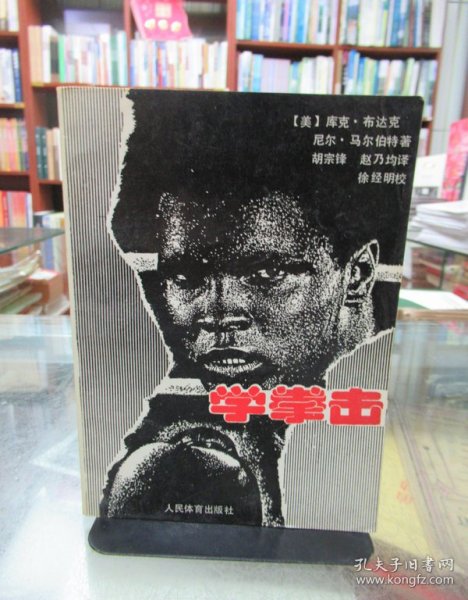 【美】库克·布达克
尼尔·马尔伯特著
胡宗锋 赵乃均译
徐经明校
学拳击
人民体育出版社
孔夫子旧书网
www.kongfz.com